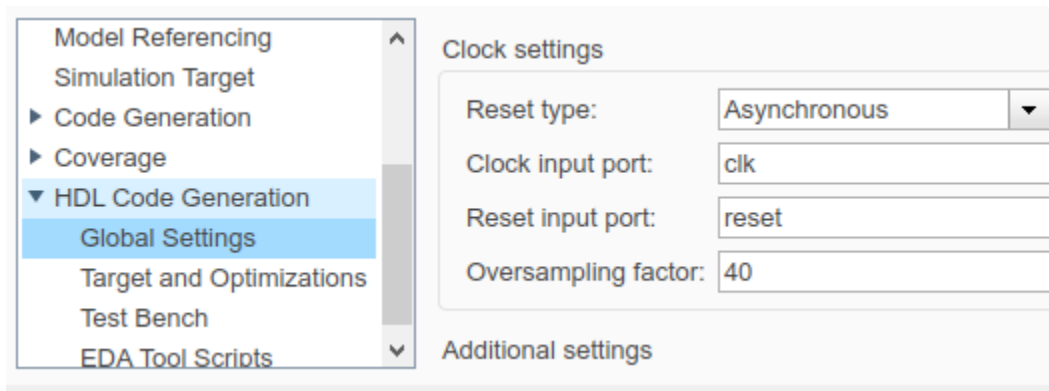 Model Referencing
Simulation Target
Code Generation
Coverage
HDL Code Generation
Global Settings
Target and Optimizations
Test Bench
EDA Tool Scripts
Clock settings
Reset type: Asynchronous
Clock input port: clk
Reset input port: reset
Oversampling factor: 40
Additional settings